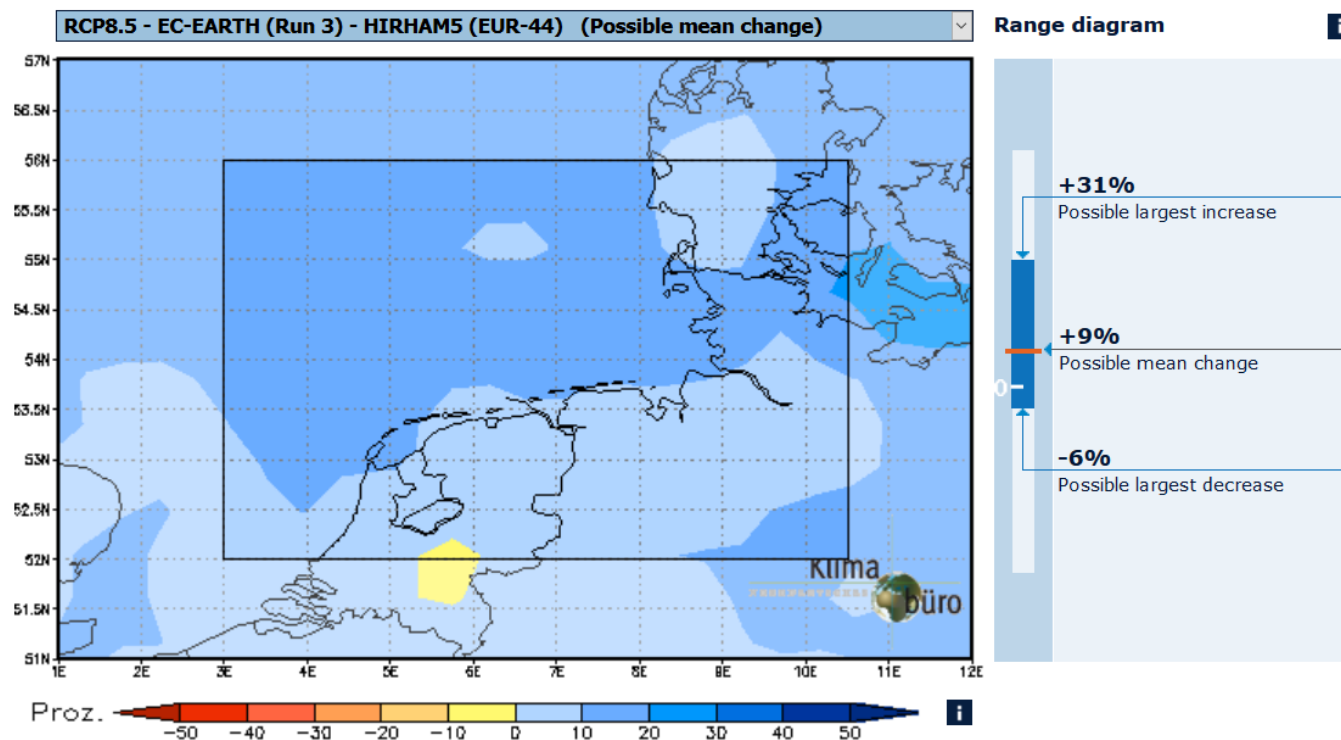 RCP8.5 - EC-EARTH (Run 3) - HIRHAM5 (EUR-44) (Possible mean change)
Range diagram
i
57N
56.5N
56N
55.5N
55N
54.5N
54N
53.5N
53N
52.5N
52N
51.5N
51N
1E 2E 3E 4E 5E 6E 7E 8E 9E 10E 11E 12E
Klima
büro
+31%
Possible largest increase
+9%
Possible mean change
0
-6%
Possible largest decrease
Proz.
-50 -40 -30 -20 -10 0 10 20 30 40 50
i